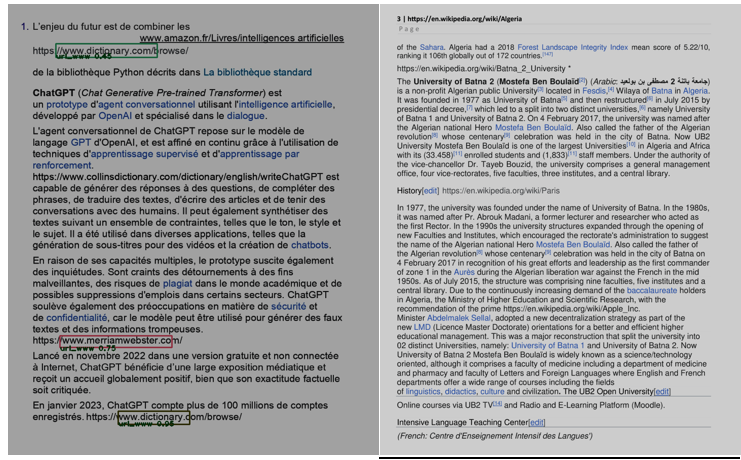 1. L'enjeu du futur est de combiner les
www.amazon.fr/Livres/intelligences artificielles
https://www.dictionary.com/browse/
url_www 0.45
de la bibliothèque Python décrits dans La bibliothèque standard
ChatGPT (Chat Generative Pre-trained Transformer) est
un prototype d'agent conversationnel utilisant l'intelligence artificielle,
développé par OpenAI et spécialisé dans le dialogue.
L'agent conversationnel de ChatGPT repose sur le modèle de
langage GPT d'OpenAI, et est affiné en continu grâce à l'utilisation de
techniques d'apprentissage supervisé et d'apprentissage par
renforcement.
https://www.collinsdictionary.com/dictionary/english/writeChatGPT est
capable de générer des réponses à des questions, de compléter des
phrases, de traduire des textes, d'écrire des articles et de tenir des
conversations avec des humains. Il peut également synthétiser des
textes suivant un ensemble de contraintes, telles que le ton, le style et
le sujet. Il a été utilisé dans diverses applications, telles que la
génération de sous-titres pour des vidéos et la création de chatbots.
En raison de ses capacités multiples, le prototype suscite également
des inquiétudes. Sont craints des détournements à des fins
malveillantes, des risques de plagiat dans le monde académique et de
possibles suppressions d'emplois dans certains secteurs. ChatGPT
soulève également des préoccupations en matière de sécurité et
de confidentialité, car le modèle peut être utilisé pour générer des faux
textes et des informations trompeuses.
https://www.merriamwebster.com/
url_www 0.75
Lancé en novembre 2022 dans une version gratuite et non connectée
à Internet, ChatGPT bénéficie d'une large exposition médiatique et
reçoit un accueil globalement positif, bien que son exactitude factuelle
soit critiquée.
En janvier 2023, ChatGPT compte plus de 100 millions de comptes
enregistrés. https://www.dictionary.com/browse/
url_www 0.95
3 | https://en.wikipedia.org/wiki/Algeria
Page
of the Sahara. Algeria had a 2018 Forest Landscape Integrity Index mean score of 5.22/10,
ranking it 106th globally out of 172 countries.[147]
https://en.wikipedia.org/wiki/Batna_2_University *
The University of Batna 2 (Mostefa Ben Boulaïd[2]) (Arabic: جامعة باتنة 2 مصطفى بن بولعيد)
is a non-profit Algerian public University[3] located in Fesdis,[4] Wilaya of Batna in Algeria.
It was founded in 1977 as University of Batna[5] and then restructured[6] in July 2015 by
presidential decree,[7] which led to a split into two distinct universities,[8] namely University
of Batna 1 and University of Batna 2. On 4 February 2017, the university was named after
the Algerian national Hero Mostefa Ben Boulaïd. Also called the father of the Algerian
revolution[9] whose centenary[9] celebration was held in the city of Batna. Now UB2
University Mostefa Ben Boulaïd is one of the largest Universities[10] in Algeria and Africa
with its (33.458)[11] enrolled students and (1,833)[11] staff members. Under the authority of
the vice-chancellor Dr. Tayeb Bouzid, the university comprises a general management
office, four vice-rectorates, five faculties, three institutes, and a central library.
History[edit] https://en.wikipedia.org/wiki/Paris
In 1977, the university was founded under the name of University of Batna. In the 1980s,
it was named after Pr. Abrouk Madani, a former lecturer and researcher who acted as
the first Rector. In the 1990s the university structures expanded through the opening of
new Faculties and Institutes, which encouraged the rectorate's administration to suggest
the name of the Algerian national Hero Mostefa Ben Boulaïd. Also called the father of
the Algerian revolution[9] whose centenary[9] celebration was held in the city of Batna on
4 February 2017 in recognition of his great efforts and leadership as the first commander
of zone 1 in the Aurès during the Algerian liberation war against the French in the mid
1950s. As of July 2015, the structure was comprising nine faculties, five institutes and a
central library. Due to the continuously increasing demand of the baccalaureate holders
in Algeria, the Ministry of Higher Education and Scientific Research, with the
recommendation of the prime https://en.wikipedia.org/wiki/Apple_Inc.
Minister Abdelmalek Sellal, adopted a new decentralization strategy as part of the
new LMD (Licence Master Doctorate) orientations for a better and efficient higher
educational management. This was a major reconstruction that split the university into
02 distinct Universities, namely: University of Batna 1 and University of Batna 2. Now
University of Batna 2 Mostefa Ben Boulaïd is widely known as a science/technology
oriented, although it comprises a faculty of medicine including a department of medicine
and pharmacy and faculty of Letters and Foreign Languages where English and French
departments offer a wide range of courses including the fields
of linguistics, didactics, culture and civilization. The UB2 Open University[edit]
Online courses via UB2 TV[14] and Radio and E-Learning Platform (Moodle).
Intensive Language Teaching Center[edit]
(French: Centre d'Enseignement Intensif des Langues')